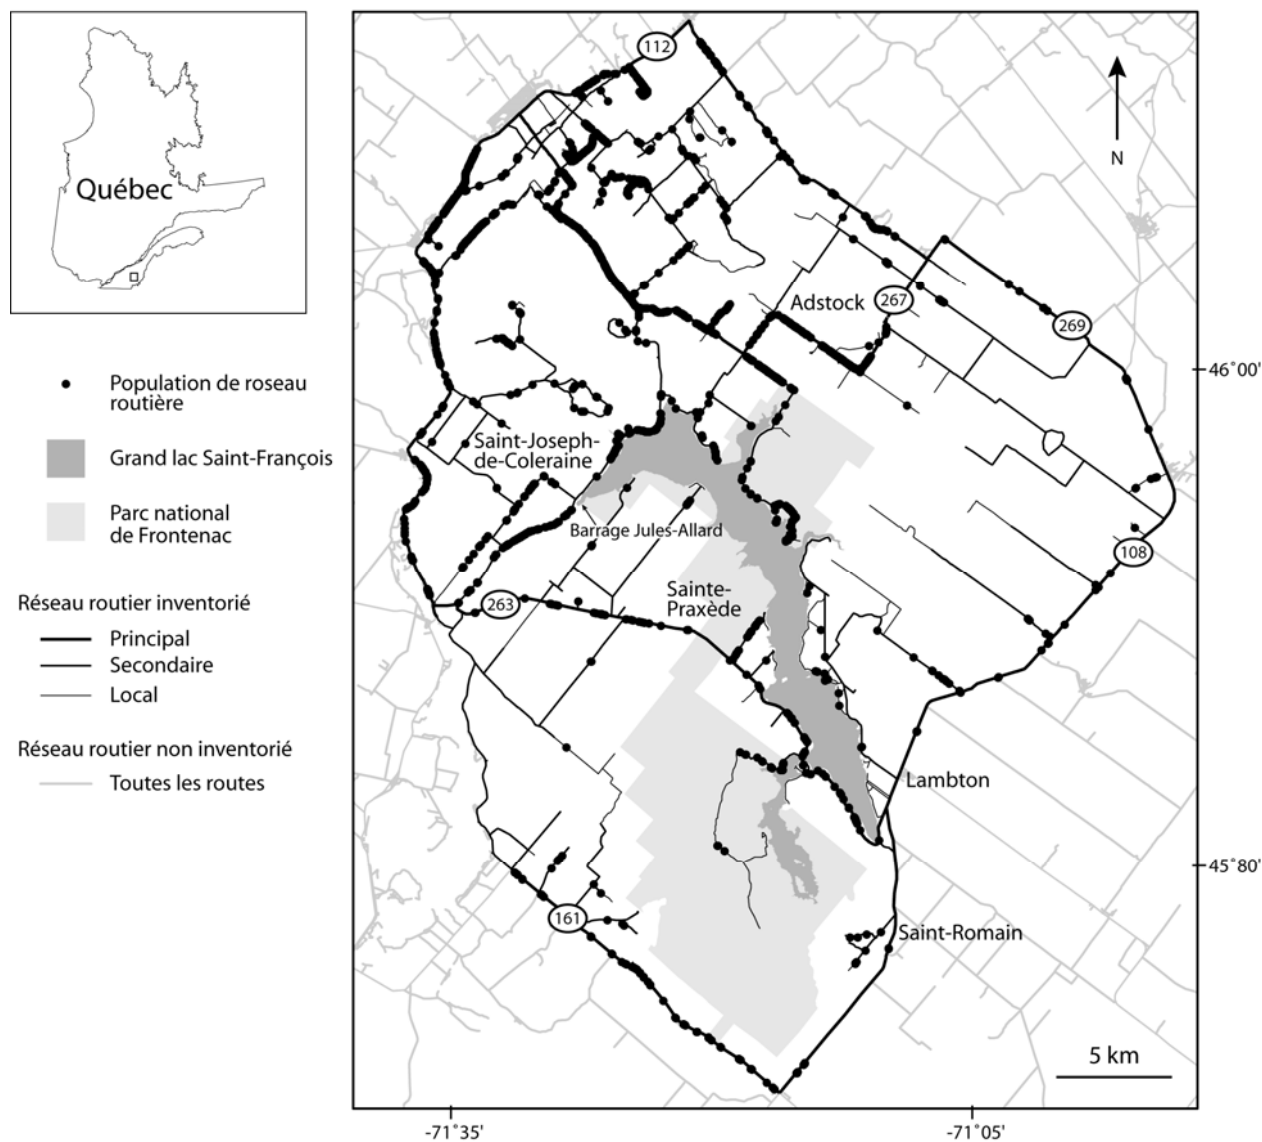 Québec
Population de roseau
routière
Grand lac Saint-François
Parc national
de Frontenac
Réseau routier inventorié
Principal
Secondaire
Local
Réseau routier non inventorié
Toutes les routes
112
N
Adstock
267
269
46°00'
Saint-Joseph-
de-Coleraine
Barrage Jules-Allard
108
Sainte-
Praxède
263
Lambton
45°80'
161
Saint-Romain
5 km
-71°35'
-71°05'